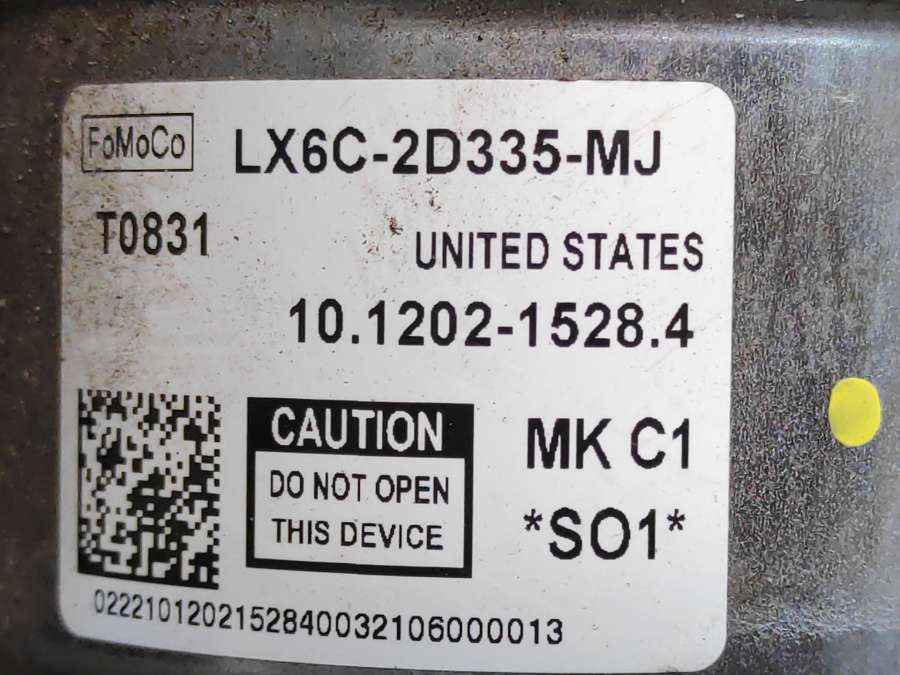 FoMoCo LX6C-2D335-MJ
T0831
UNITED STATES
10.1202-1528.4
CAUTION
DO NOT OPEN
THIS DEVICE
MK C1
*SO1*
0222101202152840032106000013